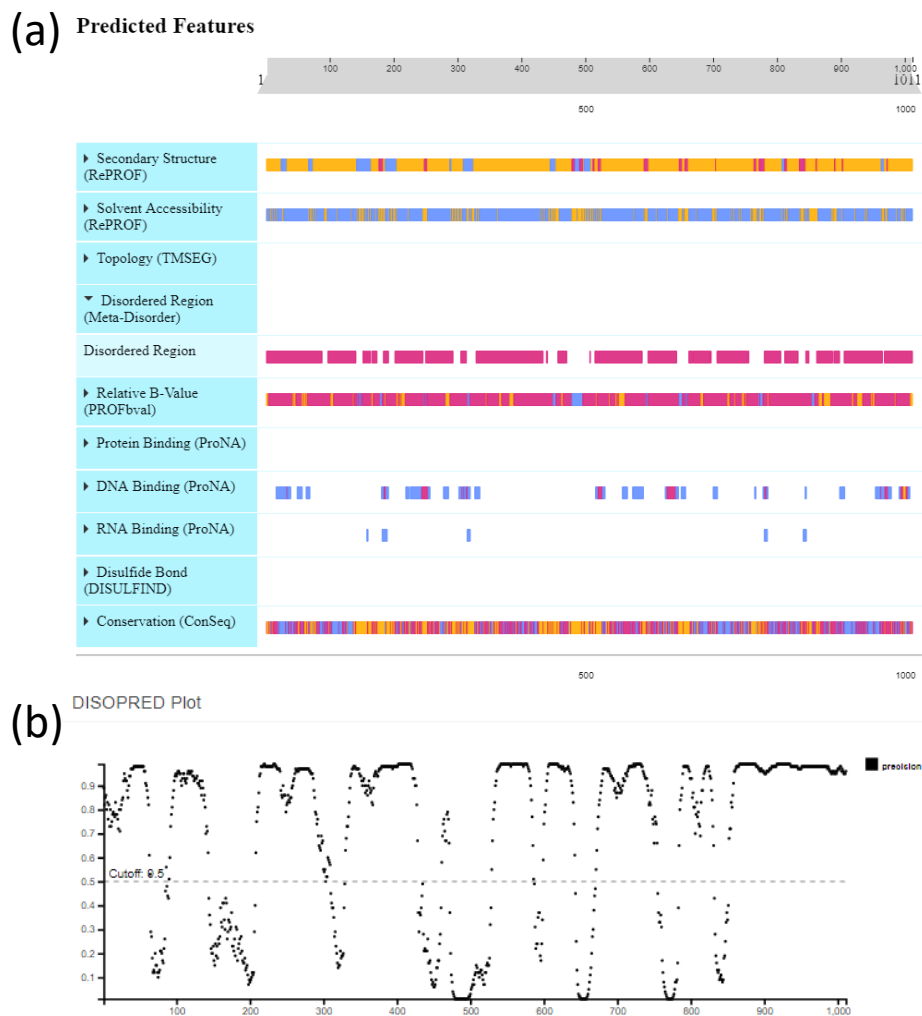 (a) Predicted Features
100 200 300 400 500 600 700 800 900 1,000
1 1011
500 1000
Secondary Structure
(RePROF)
Solvent Accessibility
(RePROF)
Topology (TMSEG)
Disordered Region
(Meta-Disorder)
Disordered Region
Relative B-Value
(PROFbval)
Protein Binding (ProNA)
DNA Binding (ProNA)
RNA Binding (ProNA)
Disulfide Bond
(DISULFIND)
Conservation (ConSeq)
500 1000
(b) DISOPRED Plot
precision
0.9
0.8
0.7
0.6
Cutoff: 0.5
0.5
0.4
0.3
0.2
0.1
100 200 300 400 500 600 700 800 900 1,000